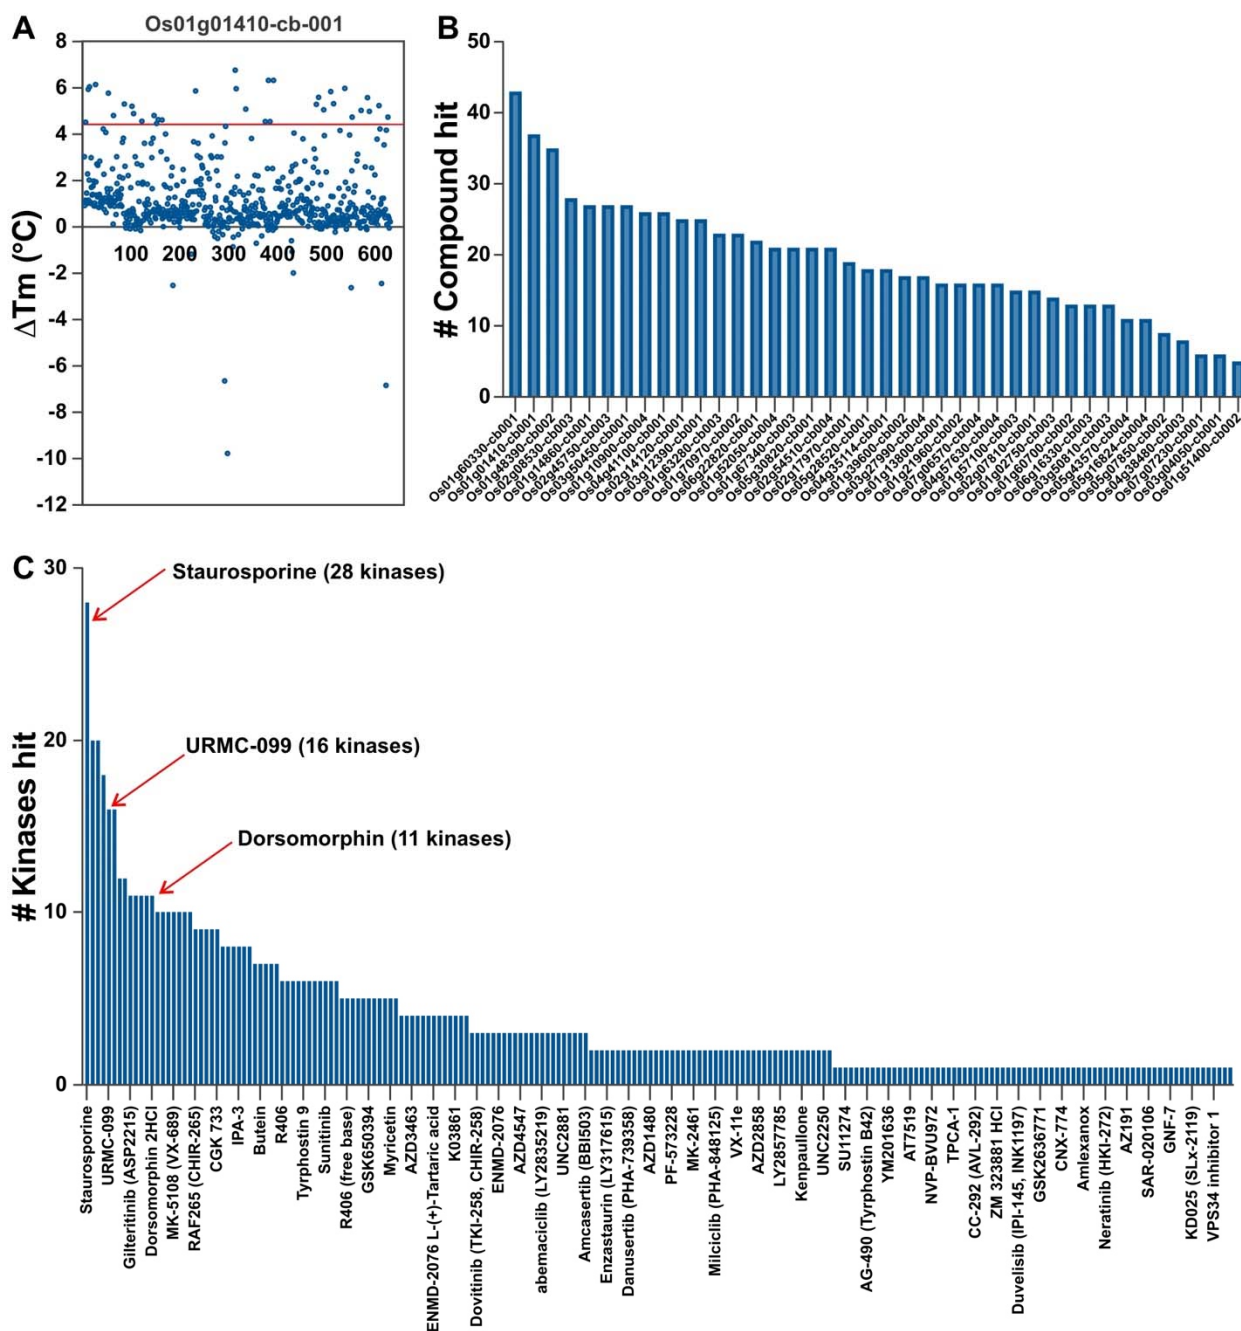 A
Os01g01410-cb-001
8
6
4
2
0
-2
-4
-6
-8
-10
-12
100 200 300 400 500 600
ΔTm (ºC)
B
50
40
30
20
10
0
# Compound hit
Os01g60330-cb001
Os01g01410-cb001
Os01g48390-cb002
Os02g08530-cb003
Os01g14860-cb001
Os02g45750-cb003
Os03g50450-cb001
Os01g10900-cb004
Os04g41100-cb001
Os02g14120-cb001
Os03g12390-cb001
Os01g63280-cb003
Os01g70970-cb002
Os06g22820-cb001
Os01g52050-cb004
Os01g67340-cb003
Os05g30820-cb001
Os02g54510-cb004
Os02g17970-cb001
Os05g28520-cb001
Os04g35114-cb001
Os01g39600-cb002
Os03g27990-cb004
Os01g13800-cb001
Os01g21960-cb002
Os07g06570-cb004
Os04g57630-cb004
Os01g57100-cb003
Os02g07810-cb001
Os01g02750-cb003
Os01g60700-cb002
Os06g16330-cb003
Os03g50810-cb003
Os05g43570-cb004
Os05g16624-cb004
Os05g07850-cb002
Os04g38480-cb003
Os07g07230-cb001
Os03g04050-cb001
Os01g51400-cb002
C
30
20
10
0
# Kinases hit
Staurosporine (28 kinases)
URMC-099 (16 kinases)
Dorsomorphin (11 kinases)
Staurosporine
URMC-099
Gilteritinib (ASP2215)
Dorsomorphin 2HCl
MK-5108 (VX-689)
RAF265 (CHIR-265)
CGK 733
IPA-3
Butein
R406
Tyrphostin 9
Sunitinib
R406 (free base)
GSK650394
Myricetin
AZD3463
ENMD-2076 L-(+)-Tartaric acid
K03861
Dovitinib (TKI-258, CHIR-258)
ENMD-2076
AZD4547
abemaciclib (LY2835219)
UNC2881
Amcasertib (BBI503)
Enzastaurin (LY317615)
Danusertib (PHA-739358)
AZD1480
PF-573228
MK-2461
Milciclib (PHA-848125)
VX-11e
AZD2858
LY2857785
Kenpaullone
UNC2250
SU11274
AG-490 (Tyrphostin B42)
YM201636
AT7519
NVP-BVU972
TPCA-1
CC-292 (AVL-292)
ZM 323881 HCl
Duvelisib (IPI-145, INK1197)
GSK2636771
CNX-774
Amlexanox
Neratinib (HKI-272)
AZ191
SAR-020106
GNF-7
KD025 (SLx-2119)
VPS34 inhibitor 1